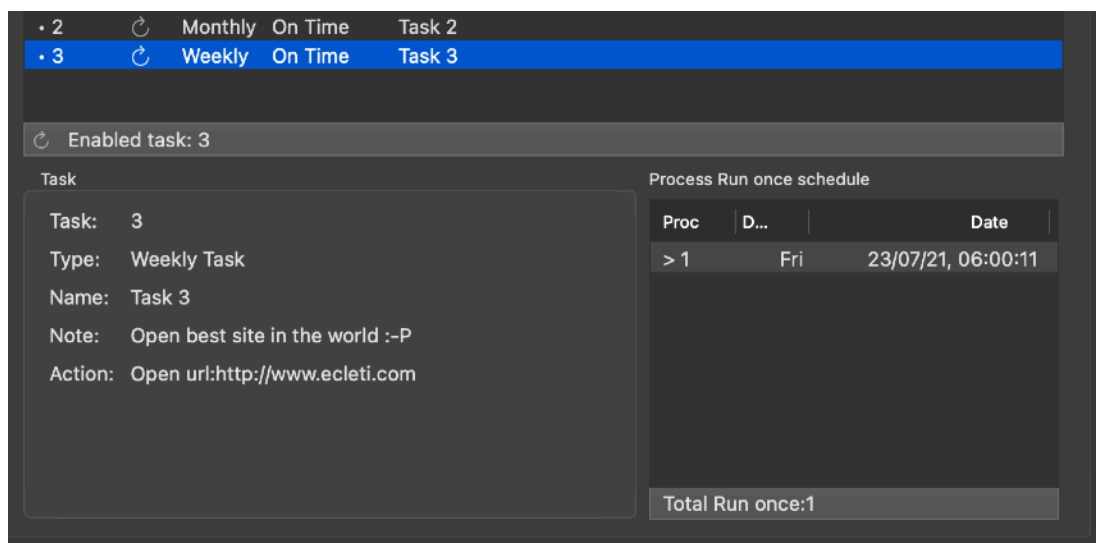 • 2 Monthly On Time Task 2
• 3 Weekly On Time Task 3
Enabled task: 3
Task
Task: 3
Type: Weekly Task
Name: Task 3
Note: Open best site in the world :-P
Action: Open url:http://www.ecleti.com
Process Run once schedule
Proc D... Date
> 1 Fri 23/07/21, 06:00:11
Total Run once:1